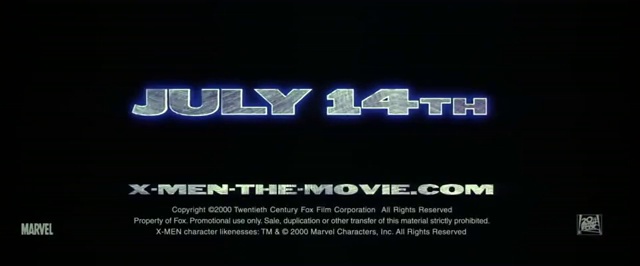 JULY 14TH
X-MEN-THE-MOVIE.COM
Copyright ©2000 Twentieth Century Fox Film Corporation All Rights Reserved
Property of Fox. Promotional use only. Sale, duplication or other transfer of this material strictly prohibited.
X-MEN character likenesses: TM & © 2000 Marvel Characters, Inc. All Rights Reserved
MARVEL